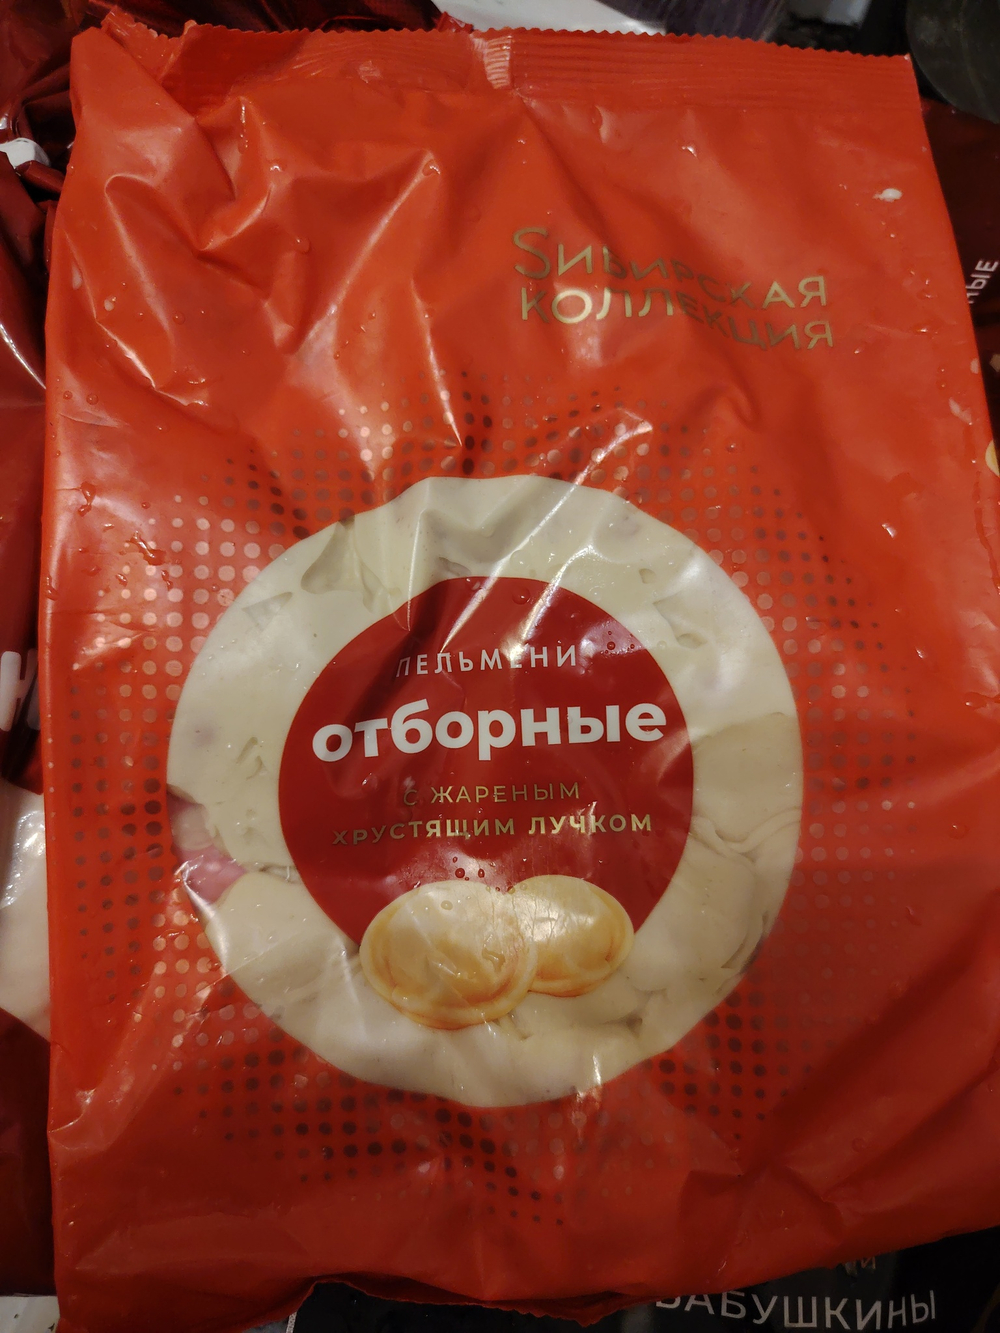 Sибирская
коллекция
ПЕЛЬМЕНИ
отборные
С ЖАРЕНЫМ
ХРУСТЯЩИМ ЛУЧКОМ
БАБУШКИНЫ